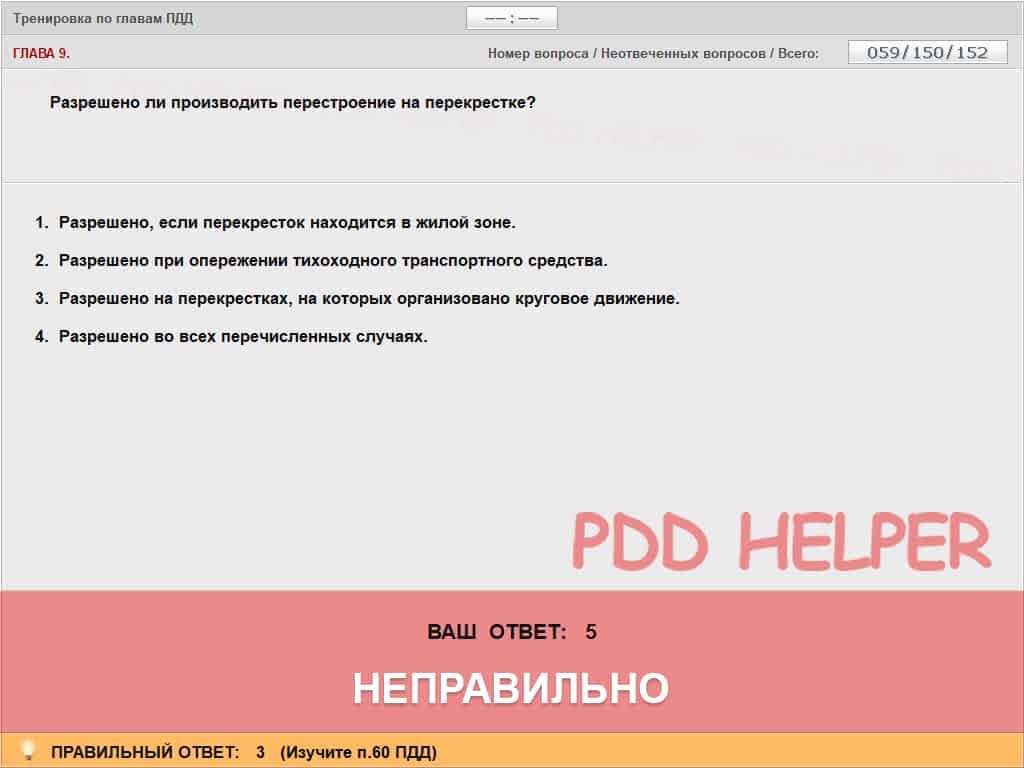 Тренировка по главам ПДД
–– : ––
ГЛАВА 9.
Номер вопроса / Неотвеченных вопросов / Всего:
059/150/152
Разрешено ли производить перестроение на перекрестке?
1. Разрешено, если перекресток находится в жилой зоне.
2. Разрешено при опережении тихоходного транспортного средства.
3. Разрешено на перекрестках, на которых организовано круговое движение.
4. Разрешено во всех перечисленных случаях.
PDD HELPER
ВАШ ОТВЕТ: 5
НЕПРАВИЛЬНО
ПРАВИЛЬНЫЙ ОТВЕТ: 3 (Изучите п.60 ПДД)